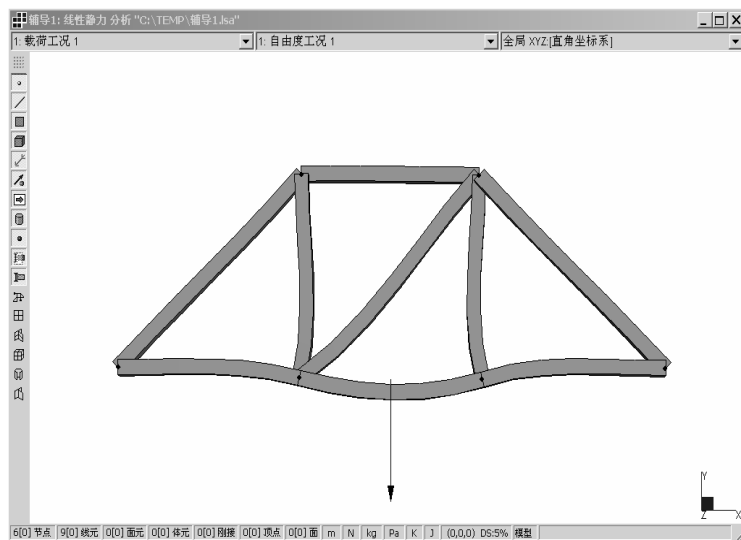 辅导1: 线性静力 分析 "C:\TEMP\辅导1.lsa"
1: 载荷工况 1 1: 自由度工况 1 全局 XYZ[直角坐标系]
Y
Z X
6[0] 节点 9[0] 线元 0[0] 面元 0[0] 体元 0[0] 刚接 0[0] 顶点 0[0] 面 m N kg Pa K J (0,0,0) DS:5% 模型